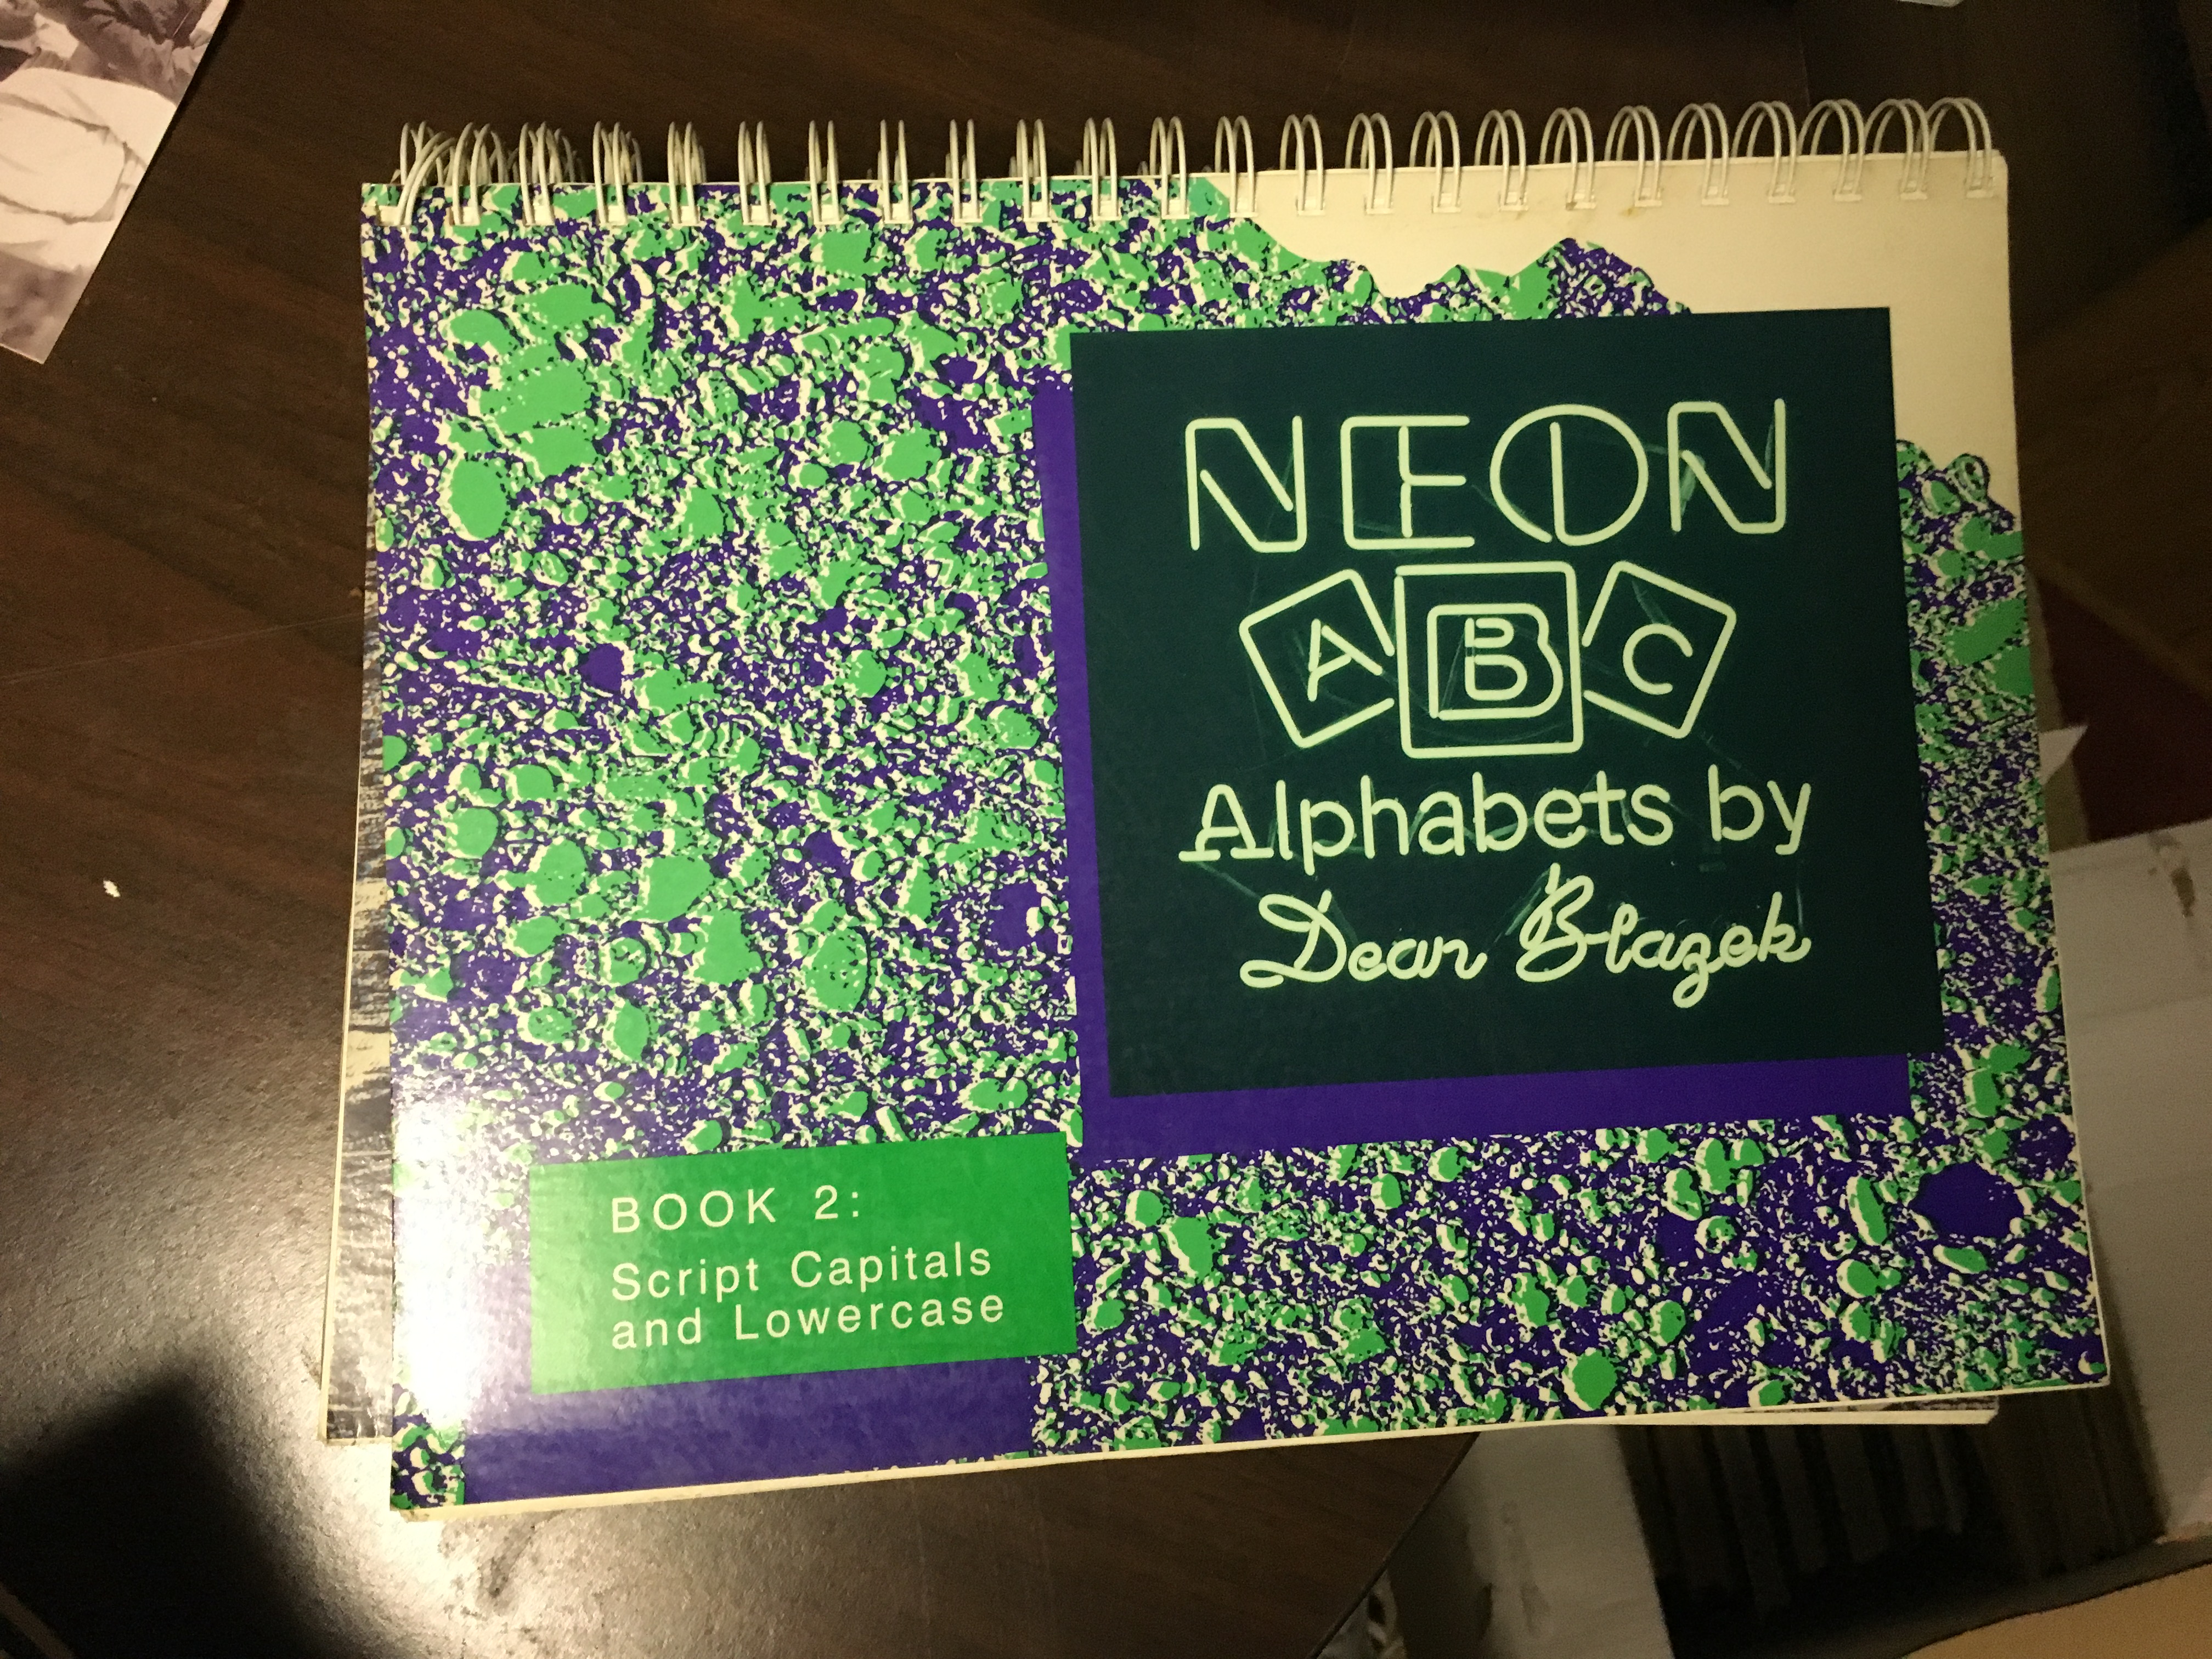 NEON
ABC
Alphabets by
Dean Blazek
BOOK 2:
Script Capitals
and Lowercase